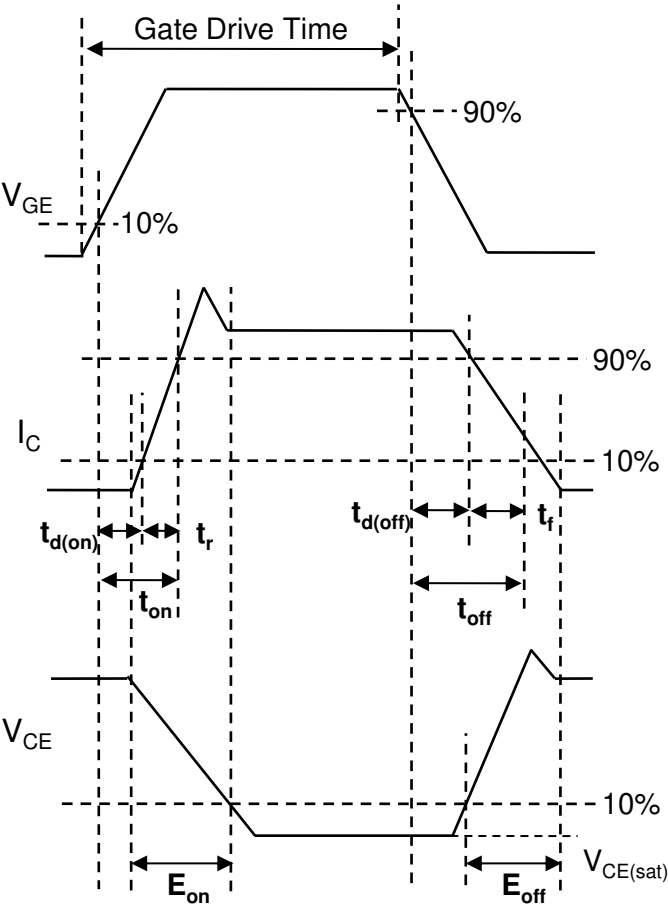 Gate Drive Time
90%
V_GE
10%
90%
I_C
10%
t_d(on)
t_r
t_d(off)
t_f
t_on
t_off
V_CE
10%
V_CE(sat)
E_on
E_off